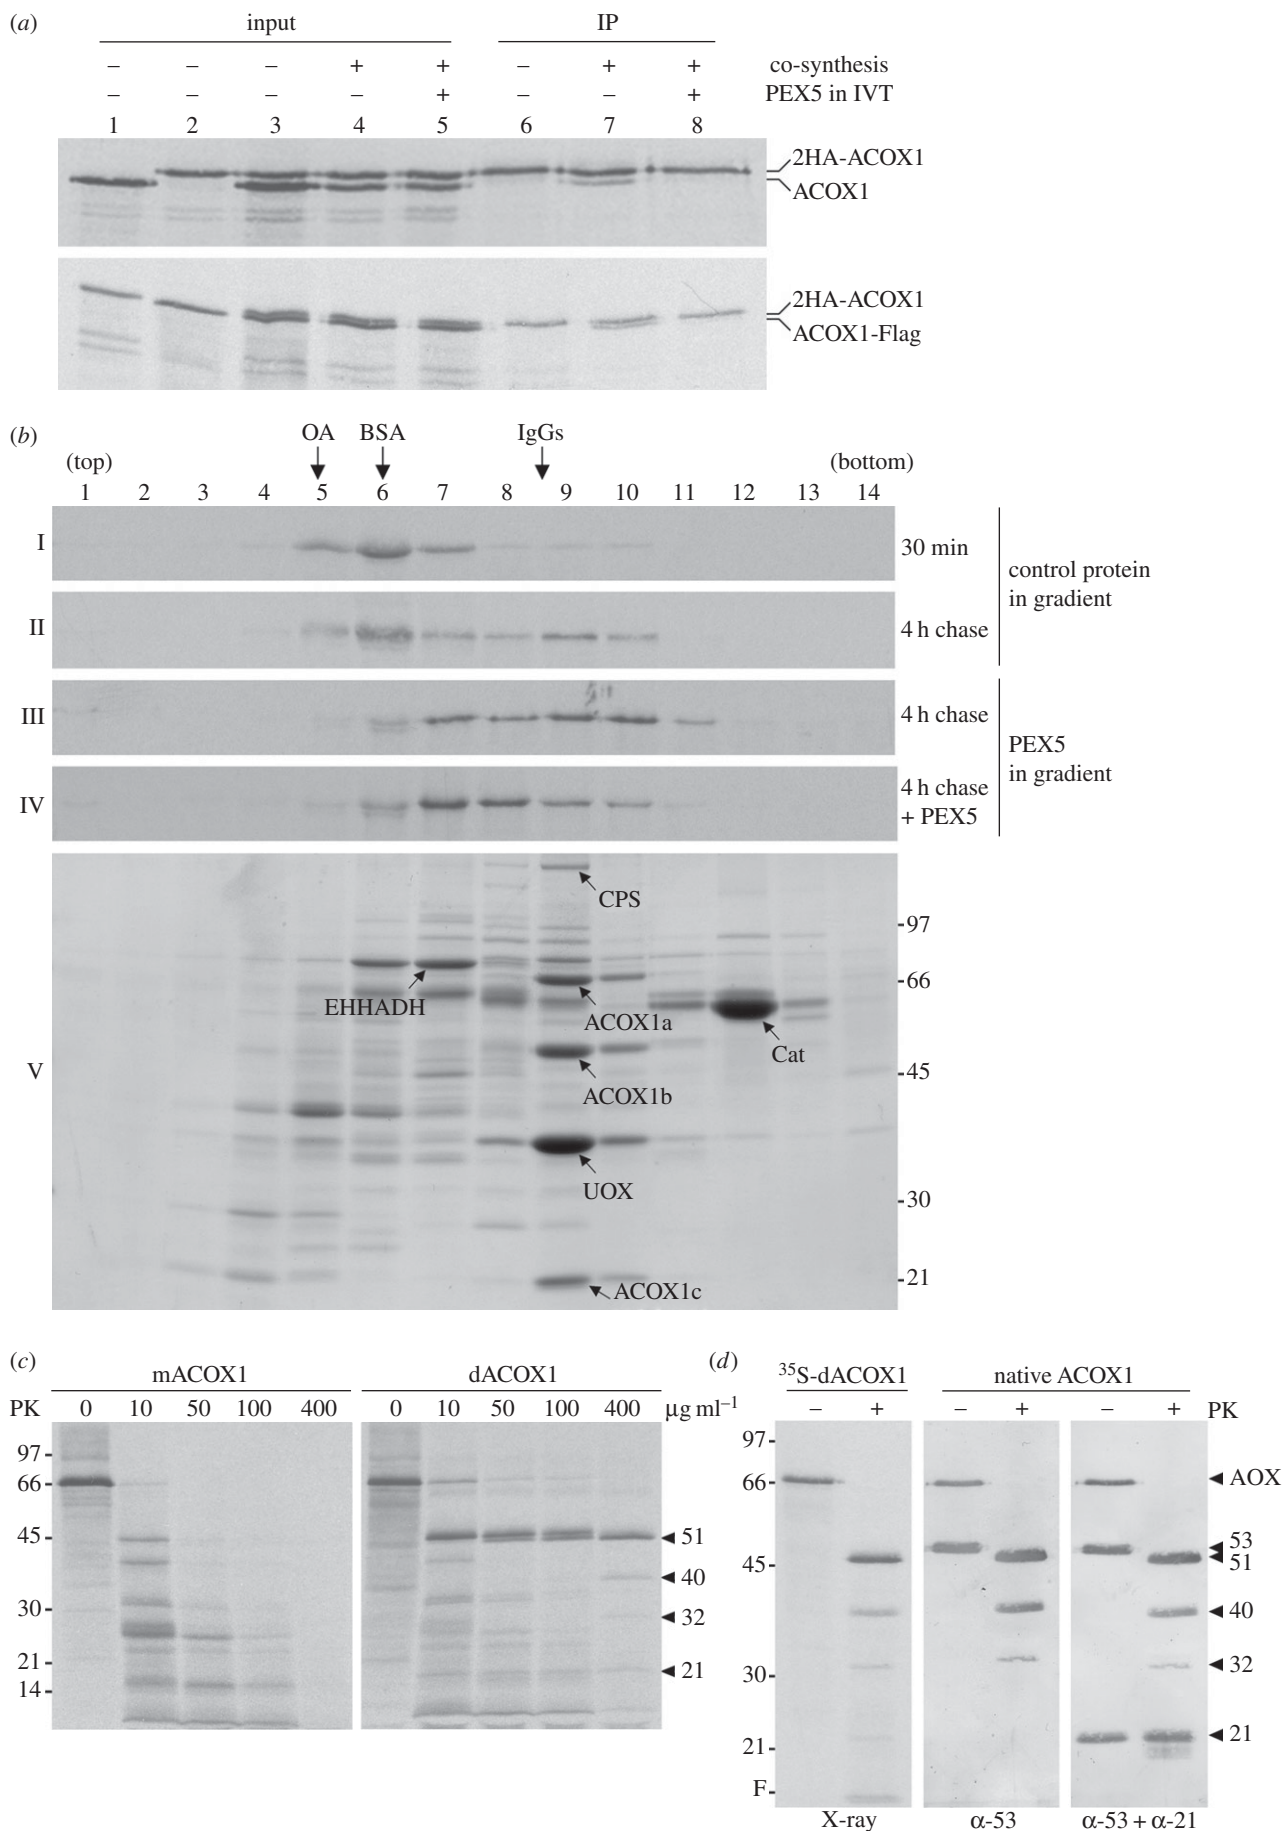 (a)
input IP
– – – + + – + + co-synthesis
– – – – + – – + PEX5 in IVT
1 2 3 4 5 6 7 8
2HA-ACOX1
ACOX1
2HA-ACOX1
ACOX1-Flag
(b)
OA BSA IgGs
(top) (bottom)
1 2 3 4 5 6 7 8 9 10 11 12 13 14
I 30 min
control protein
in gradient
II 4 h chase
III 4 h chase
PEX5
in gradient
IV 4 h chase
+ PEX5
V
CPS
97
EHHADH
66
ACOX1a
Cat
45
ACOX1b
UOX
30
ACOX1c
21
(c)
mACOX1 dACOX1
PK 0 10 50 100 400 0 10 50 100 400 μg ml⁻¹
97
66
45 51
40
30 32
21 21
14
(d)
³⁵S-dACOX1 native ACOX1
– + – + – + PK
97
66 AOX
53
45 51
40
30 32
21 21
F
X-ray α-53 α-53 + α-21